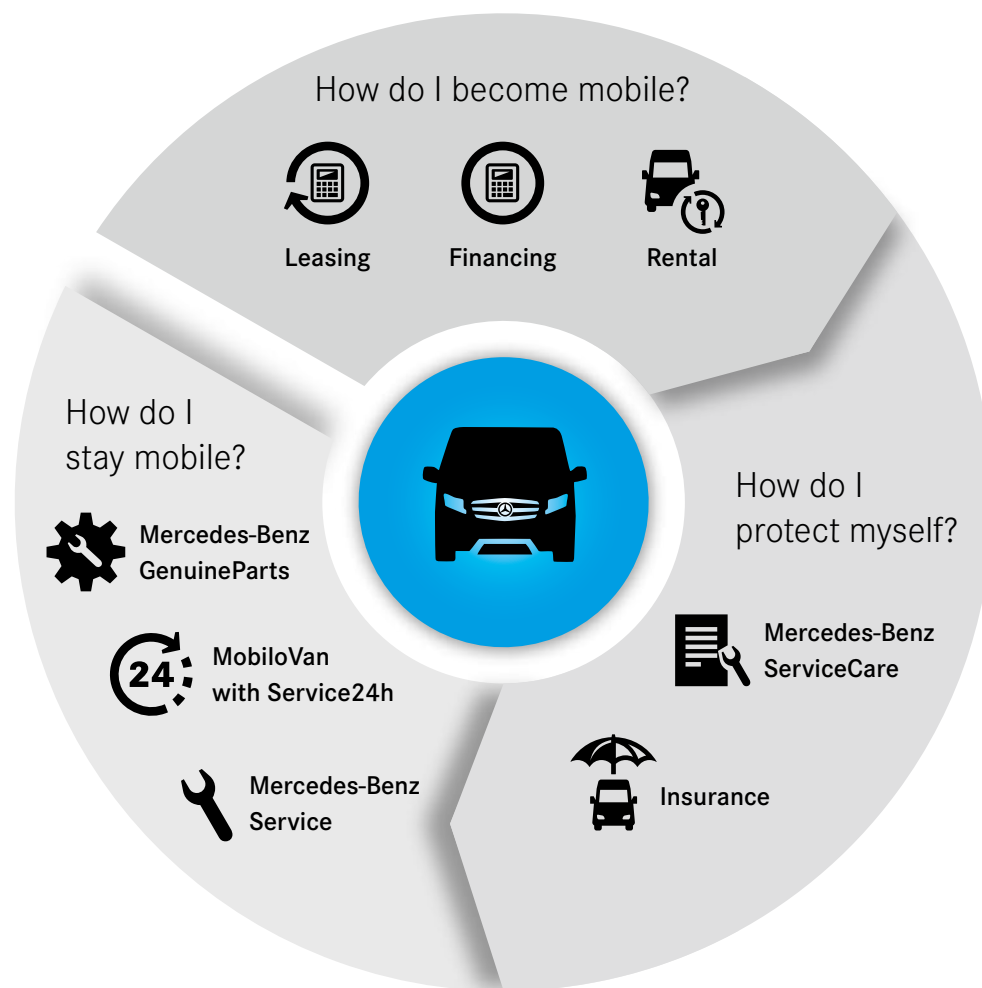 How do I become mobile?
Leasing
Financing
Rental
How do I
protect myself?
Mercedes-Benz
ServiceCare
Insurance
How do I
stay mobile?
Mercedes-Benz
GenuineParts
24
MobiloVan
with Service24h
Mercedes-Benz
Service